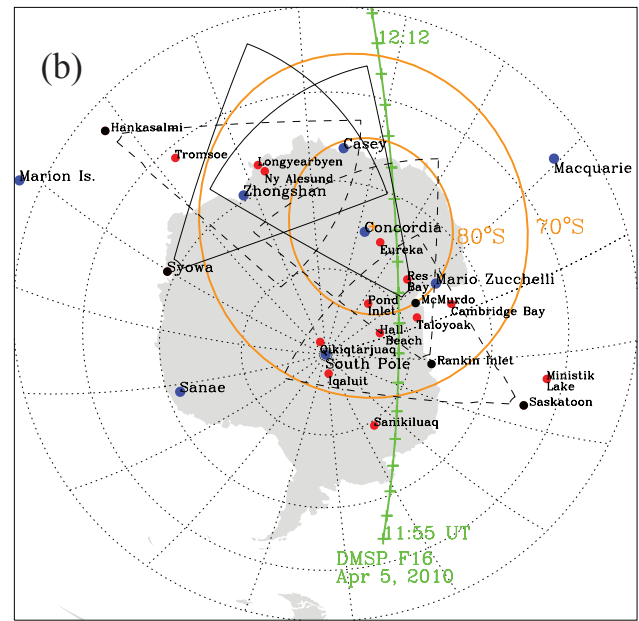 (b)
12.12
Hankasalmi
Casey
Tromsoe
Longyearbyen
Macquarie
Ny Alesund
Marion Is.
Zhongshan
Concordia
80°S
70°S
Eureka
Syowa
Res
Bay
Mario Zucchelli
Pond
Inlet
McMurdo
Cambridge Bay
Taloyoak
Hall
Beach
Qikiqtarjuaq
South Pole
Rankin Inlet
Iqaluit
Ministik
Lake
Sanae
Saskatoon
Sanikiluaq
11:55 UT
DMSP F16
Apr 5, 2010